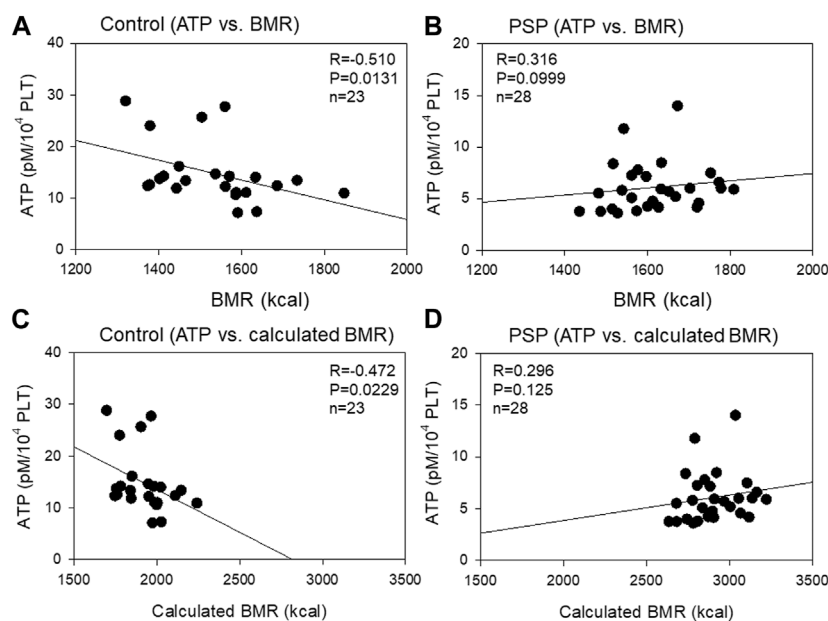 A
Control (ATP vs. BMR)
R=-0.510
P=0.0131
n=23
ATP (pM/10⁴ PLT)
40
30
20
10
0
1200 1400 1600 1800 2000
BMR (kcal)
B
PSP (ATP vs. BMR)
R=0.316
P=0.0999
n=28
ATP (pM/10⁴ PLT)
20
15
10
5
0
1200 1400 1600 1800 2000
BMR (kcal)
C
Control (ATP vs. calculated BMR)
R=-0.472
P=0.0229
n=23
ATP (pM/10⁴ PLT)
40
30
20
10
0
1500 2000 2500 3000 3500
Calculated BMR (kcal)
D
PSP (ATP vs. calculated BMR)
R=0.296
P=0.125
n=28
ATP (pM/10⁴ PLT)
20
15
10
5
0
1500 2000 2500 3000 3500
Calculated BMR (kcal)